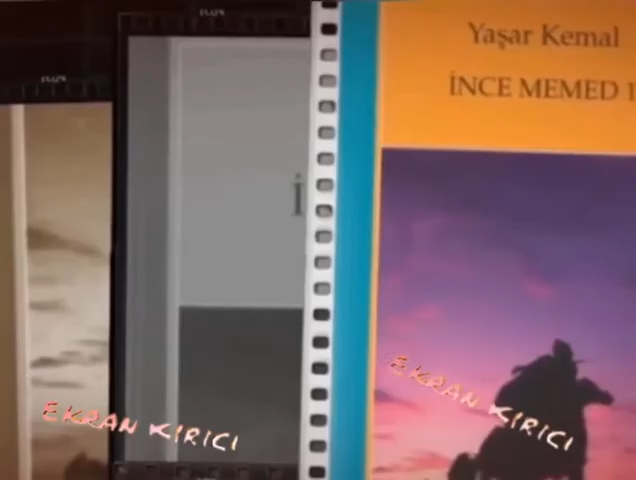 Yaşar Kemal
İNCE MEMED 1
İ
EKRAN KIRICI
EKRAN KIRICI